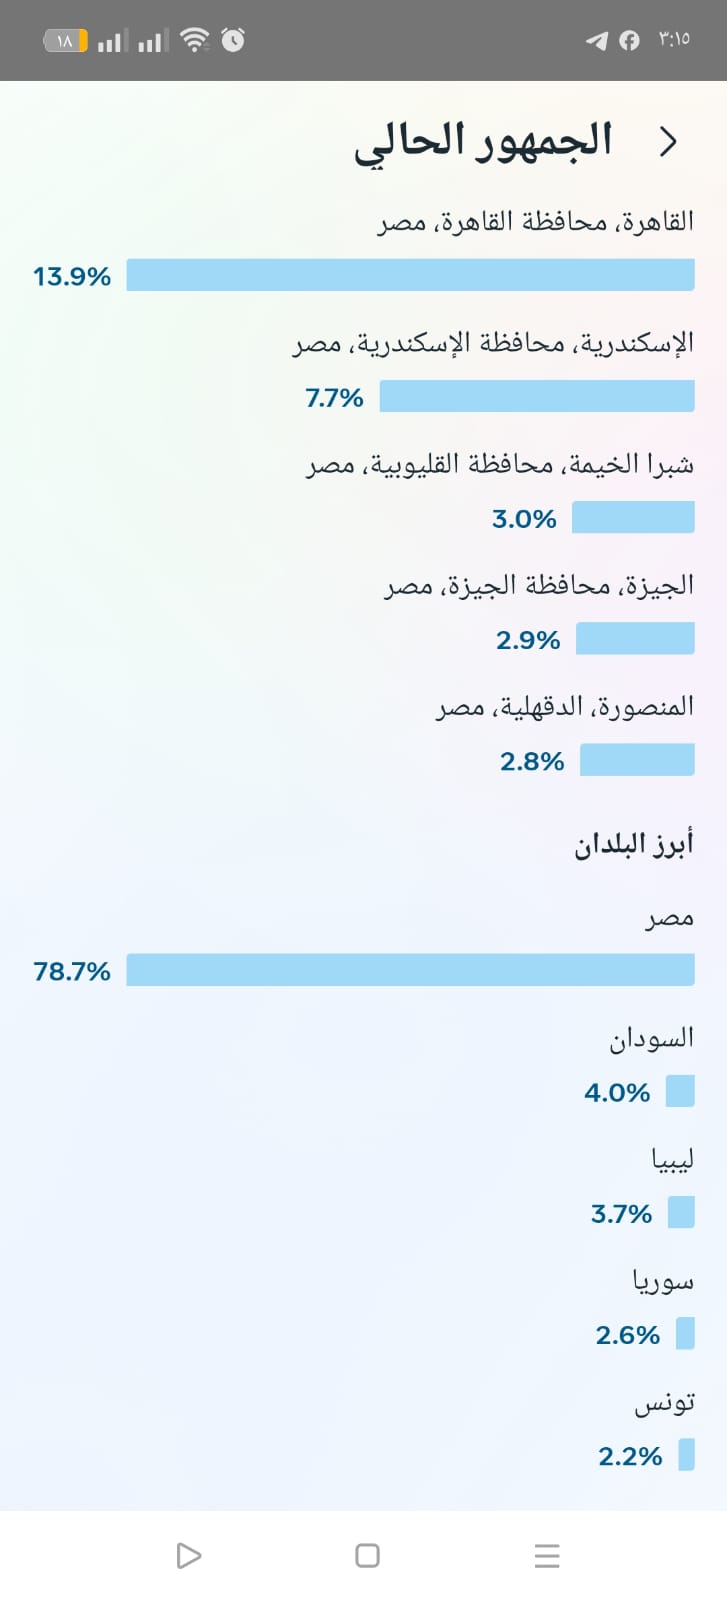 ٣:١٥
١٨
الجمهور الحالي
القاهرة، محافظة القاهرة، مصر
13.9%
الإسكندرية، محافظة الإسكندرية، مصر
7.7%
شبرا الخيمة، محافظة القليوبية، مصر
3.0%
الجيزة، محافظة الجيزة، مصر
2.9%
المنصورة، الدقهلية، مصر
2.8%
أبرز البلدان
مصر
78.7%
السودان
4.0%
ليبيا
3.7%
سوريا
2.6%
تونس
2.2%